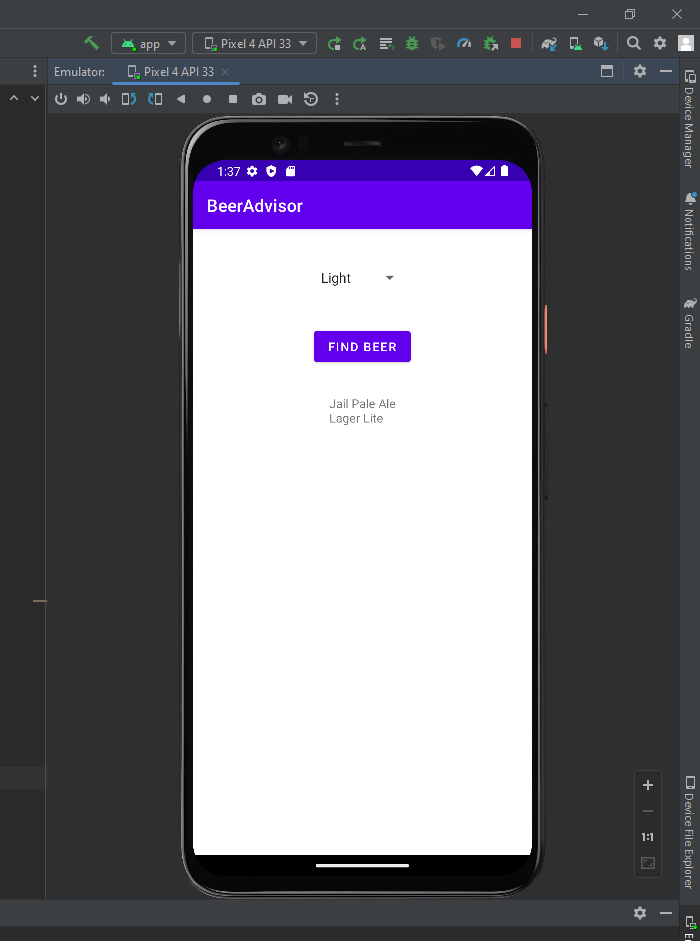 app
Pixel 4 API 33
Emulator:
Pixel 4 API 33
1:37
BeerAdvisor
Light
FIND BEER
Jail Pale Ale
Lager Lite
1:1
Device Manager
Notifications
Gradle
Device File Explorer
E